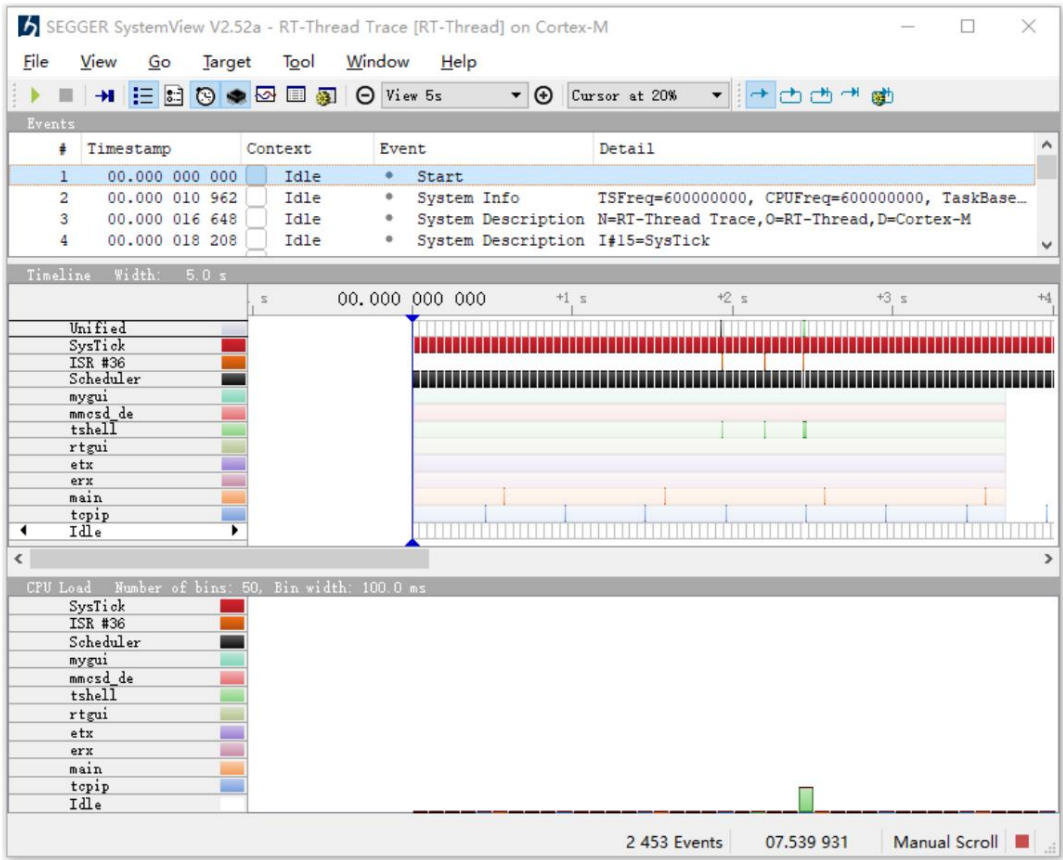 SEGGER SystemView V2.52a - RT-Thread Trace [RT-Thread] on Cortex-M
File View Go Target Tool Window Help
View 5s Cursor at 20%
Events
# Timestamp Context Event Detail
1 00.000 000 000 Idle Start
2 00.000 010 962 Idle System Info TSFreq=600000000, CPUFreq=600000000, TaskBase…
3 00.000 016 648 Idle System Description N=RT-Thread Trace,O=RT-Thread,D=Cortex-M
4 00.000 018 208 Idle System Description I#15=SysTick
Timeline Width: 5.0 s
s 00.000 000 000 +1 s +2 s +3 s +4
Unified
SysTick
ISR #36
Scheduler
mygui
mmcsd_de
tshell
rtgui
etx
erx
main
tcpip
Idle
CPU Load Number of bins: 50, Bin width: 100.0 ms
SysTick
ISR #36
Scheduler
mygui
mmcsd_de
tshell
rtgui
etx
erx
main
tcpip
Idle
2 453 Events 07.539 931 Manual Scroll